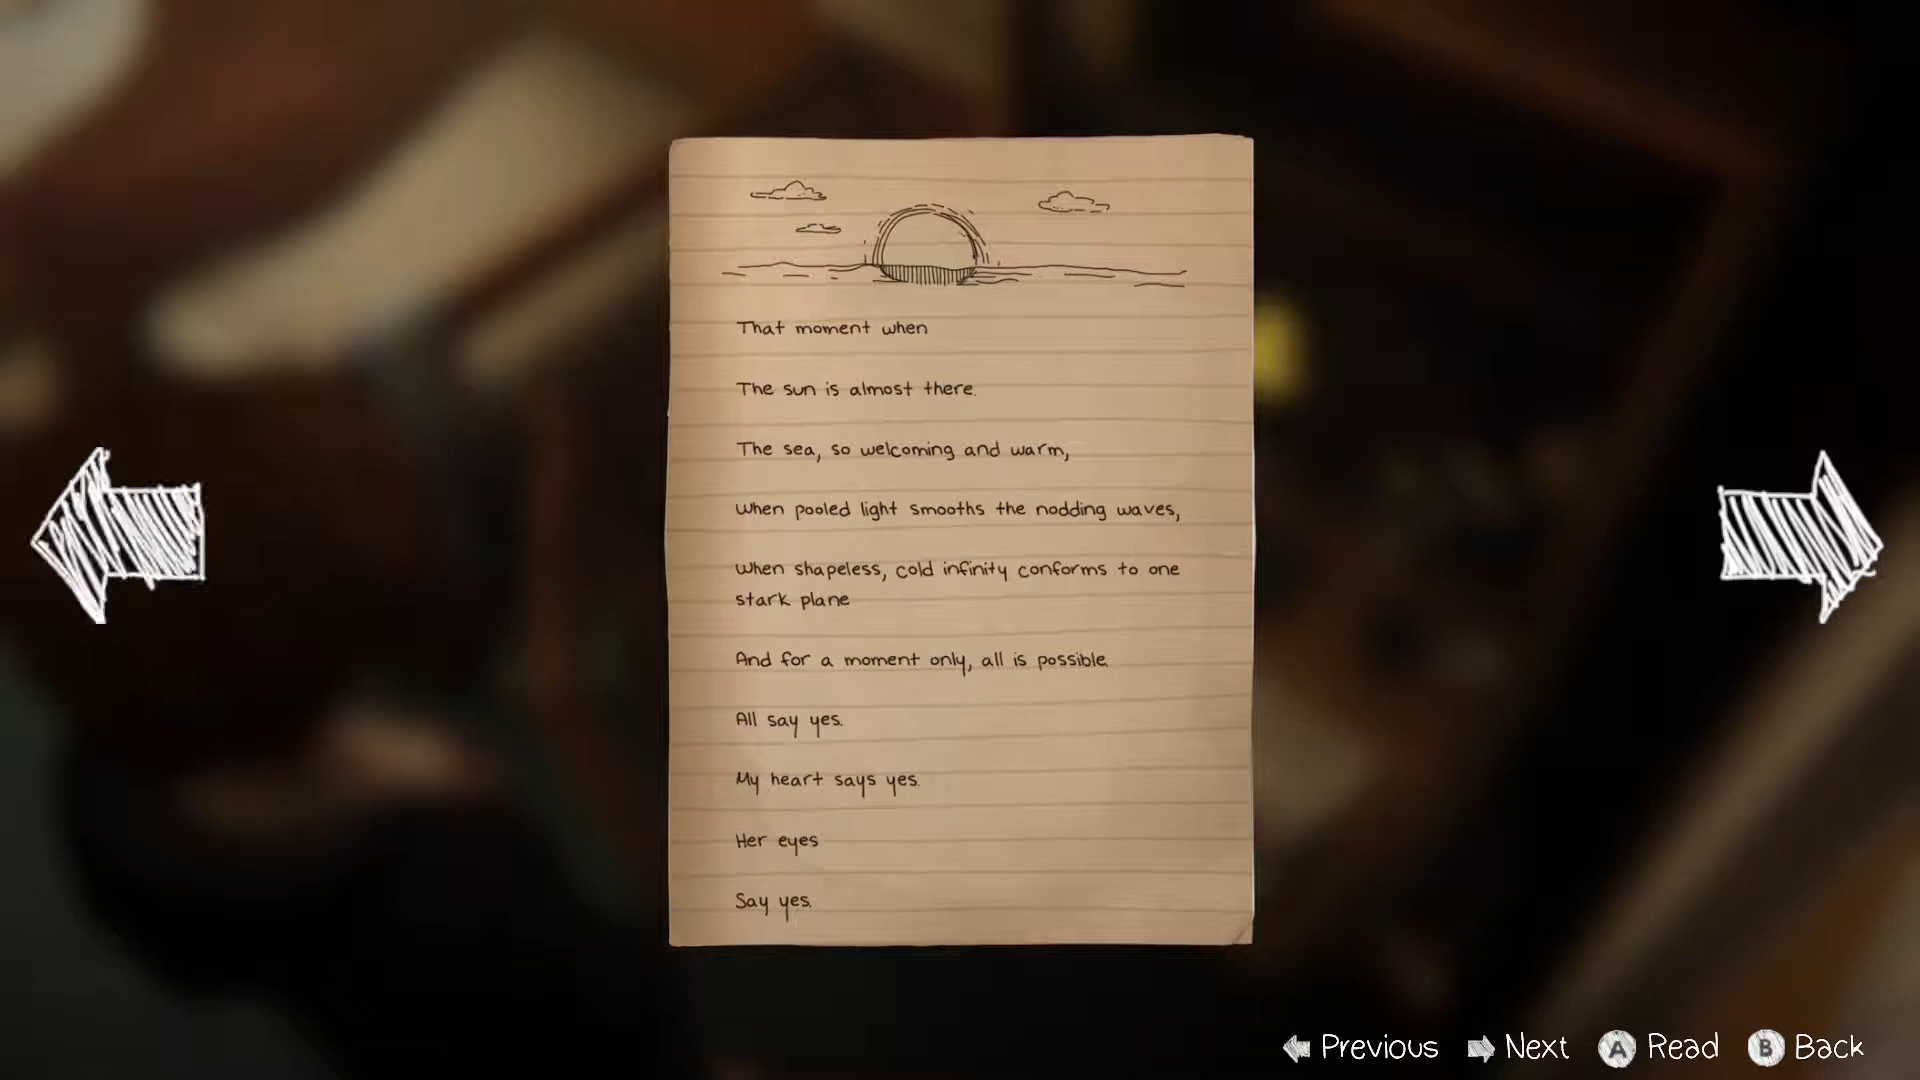 That moment when
The sun is almost there.
The sea, so welcoming and warm,
When pooled light smooths the nodding waves,
When shapeless, cold infinity conforms to one
stark plane
And for a moment only, all is possible.
All say yes.
My heart says yes.
Her eyes
Say yes.
Previous Next A Read B Back